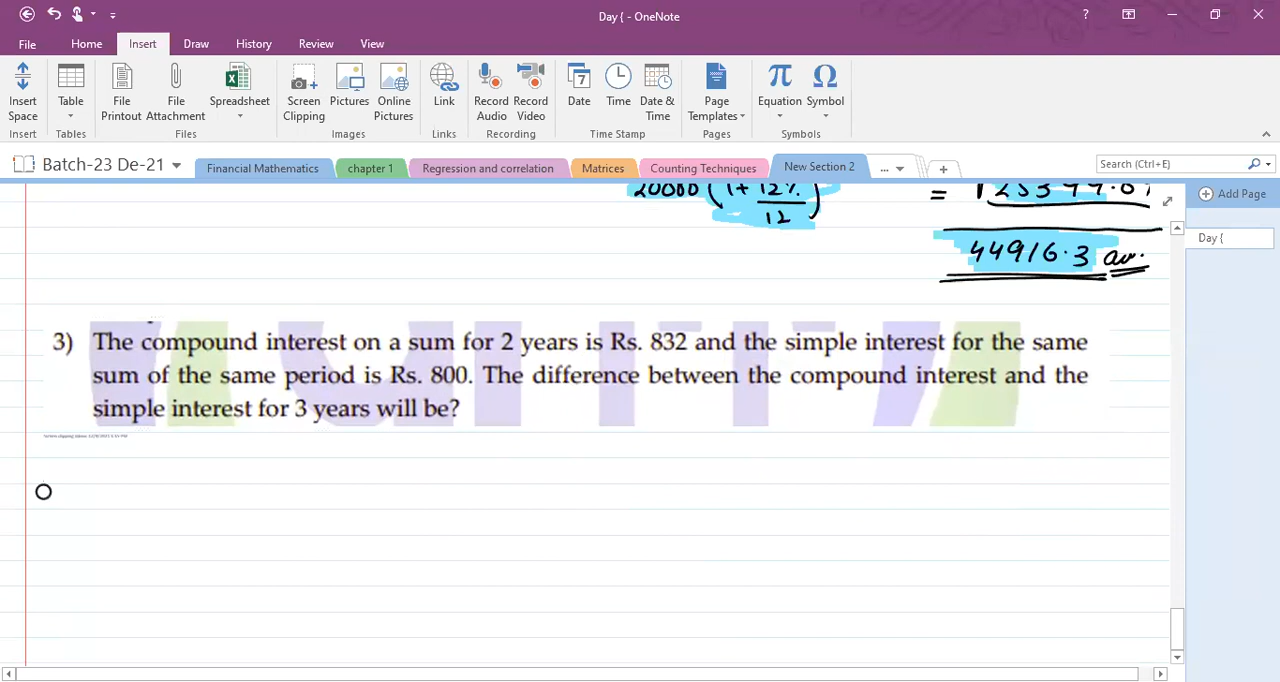 Day { - OneNote
?
File Home Insert Draw History Review View
Insert Space
Table
File Printout
File Attachment
Spreadsheet
Screen Clipping
Pictures
Online Pictures
Link
Record Audio
Record Video
Date
Time
Date & Time
Page Templates
π
Equation
Ω
Symbol
Insert Tables Files Images Links Recording Time Stamp Pages Symbols
Batch-23 De-21 Financial Mathematics chapter 1 Regression and correlation Matrices Counting Techniques New Section 2 ... + Search (Ctrl+E)
Add Page
Day {
20000 (1 + 12%
12)
=
44916.3
3) The compound interest on a sum for 2 years is Rs. 832 and the simple interest for the same
sum of the same period is Rs. 800. The difference between the compound interest and the
simple interest for 3 years will be?